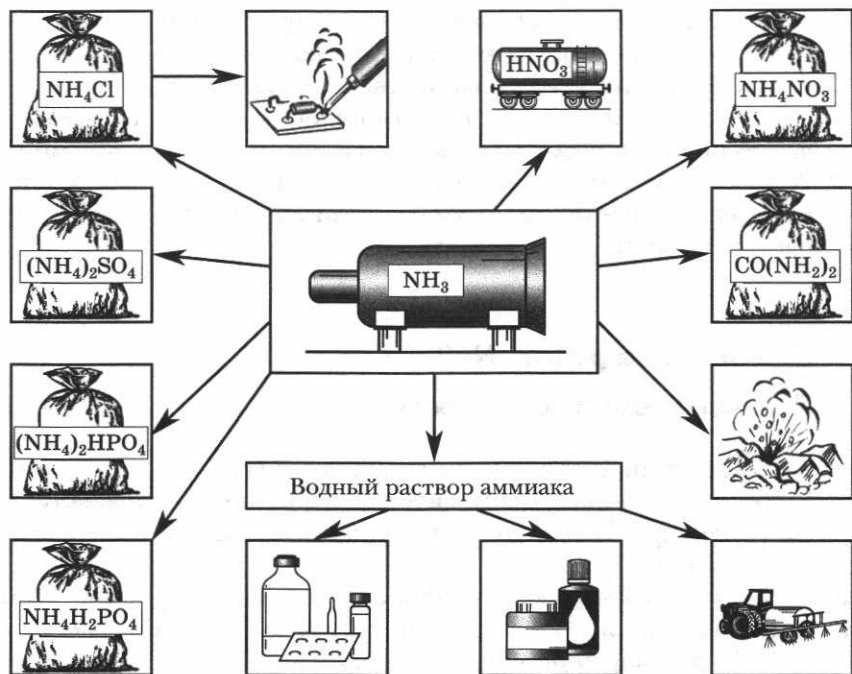 NH₄Cl
HNO₃
NH₄NO₃
(NH₄)₂SO₄
NH₃
CO(NH₂)₂
(NH₄)₂HPO₄
Водный раствор аммиака
NH₄H₂PO₄